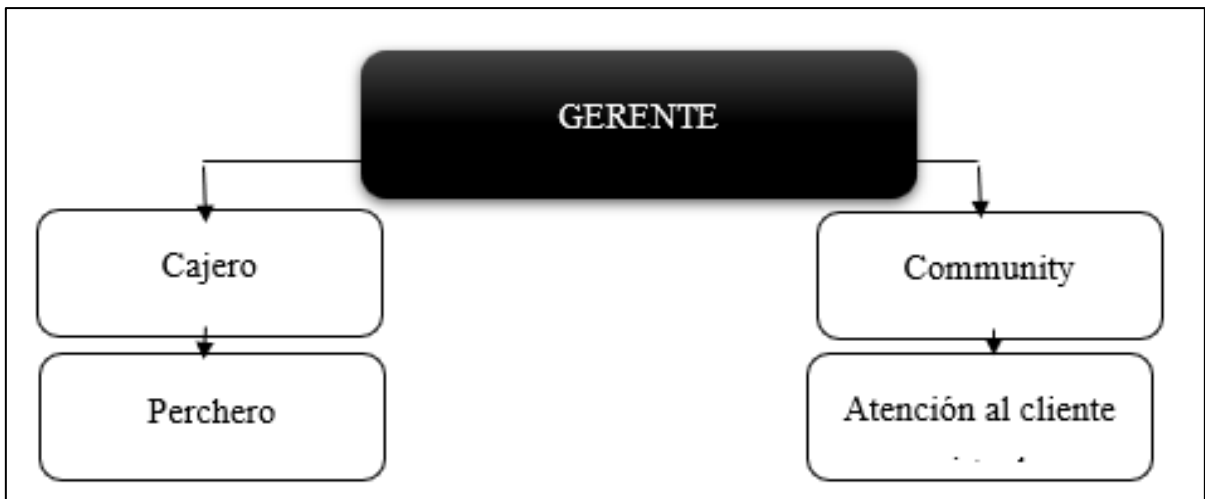 GERENTE
Cajero
Community
Perchero
Atención al cliente